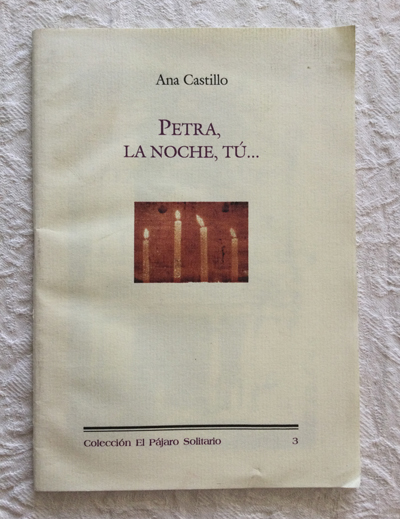 Ana Castillo
PETRA,
LA NOCHE, TÚ...
Colección El Pájaro Solitario 3